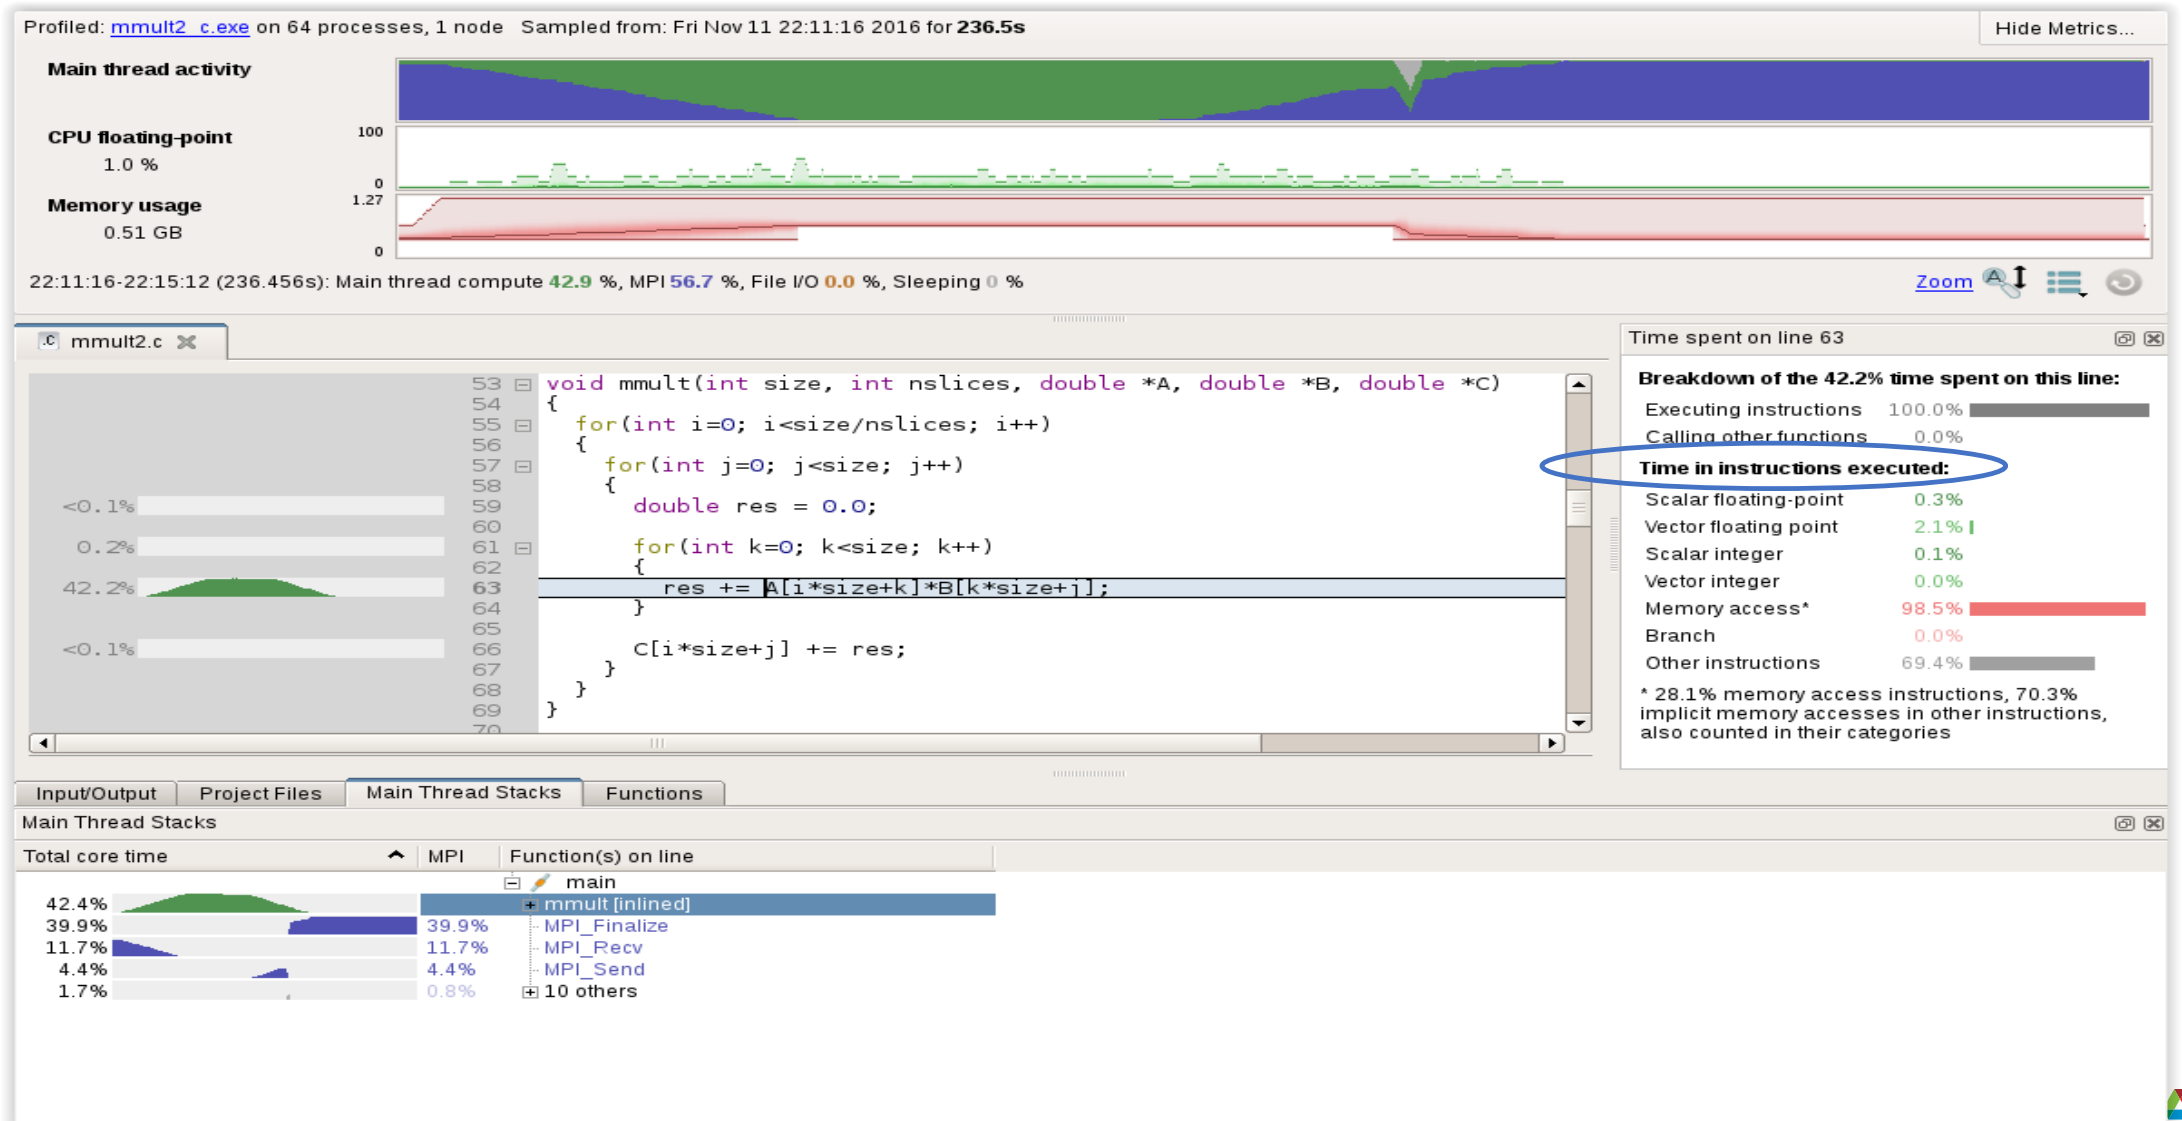 Profiled: mmult2_c.exe on 64 processes, 1 node Sampled from: Fri Nov 11 22:11:16 2016 for 236.5s
Hide Metrics...
Main thread activity
CPU floating-point
1.0 %
100
0
Memory usage
0.51 GB
1.27
0
22:11:16-22:15:12 (236.456s): Main thread compute 42.9 %, MPI 56.7 %, File I/O 0.0 %, Sleeping 0 %
Zoom
.c mmult2.c
53 void mmult(int size, int nslices, double *A, double *B, double *C)
54 {
55 for(int i=0; i<size/nslices; i++)
56 {
57 for(int j=0; j<size; j++)
58 {
<0.1% 59 double res = 0.0;
60
0.2% 61 for(int k=0; k<size; k++)
62 {
42.2% 63 res += A[i*size+k]*B[k*size+j];
64 }
65
<0.1% 66 C[i*size+j] += res;
67 }
68 }
69 }
70
Time spent on line 63
Breakdown of the 42.2% time spent on this line:
Executing instructions 100.0%
Calling other functions 0.0%
Time in instructions executed:
Scalar floating-point 0.3%
Vector floating point 2.1%
Scalar integer 0.1%
Vector integer 0.0%
Memory access* 98.5%
Branch 0.0%
Other instructions 69.4%
* 28.1% memory access instructions, 70.3%
implicit memory accesses in other instructions,
also counted in their categories
Input/Output Project Files Main Thread Stacks Functions
Main Thread Stacks
Total core time MPI Function(s) on line
main
42.4% mmult [inlined]
39.9% 39.9% MPI_Finalize
11.7% 11.7% MPI_Recv
4.4% 4.4% MPI_Send
1.7% 0.8% 10 others